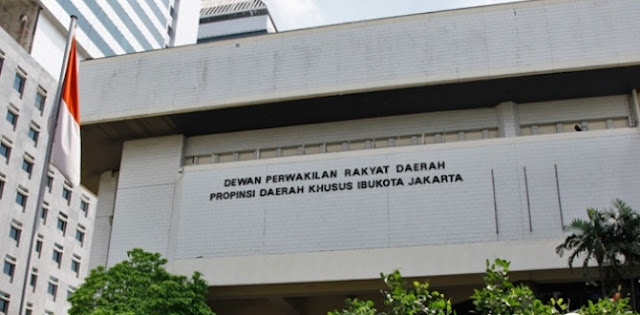 DEWAN PERWAKILAN RAKYAT DAERAH
PROPINSI DAERAH KHUSUS IBUKOTA JAKARTA